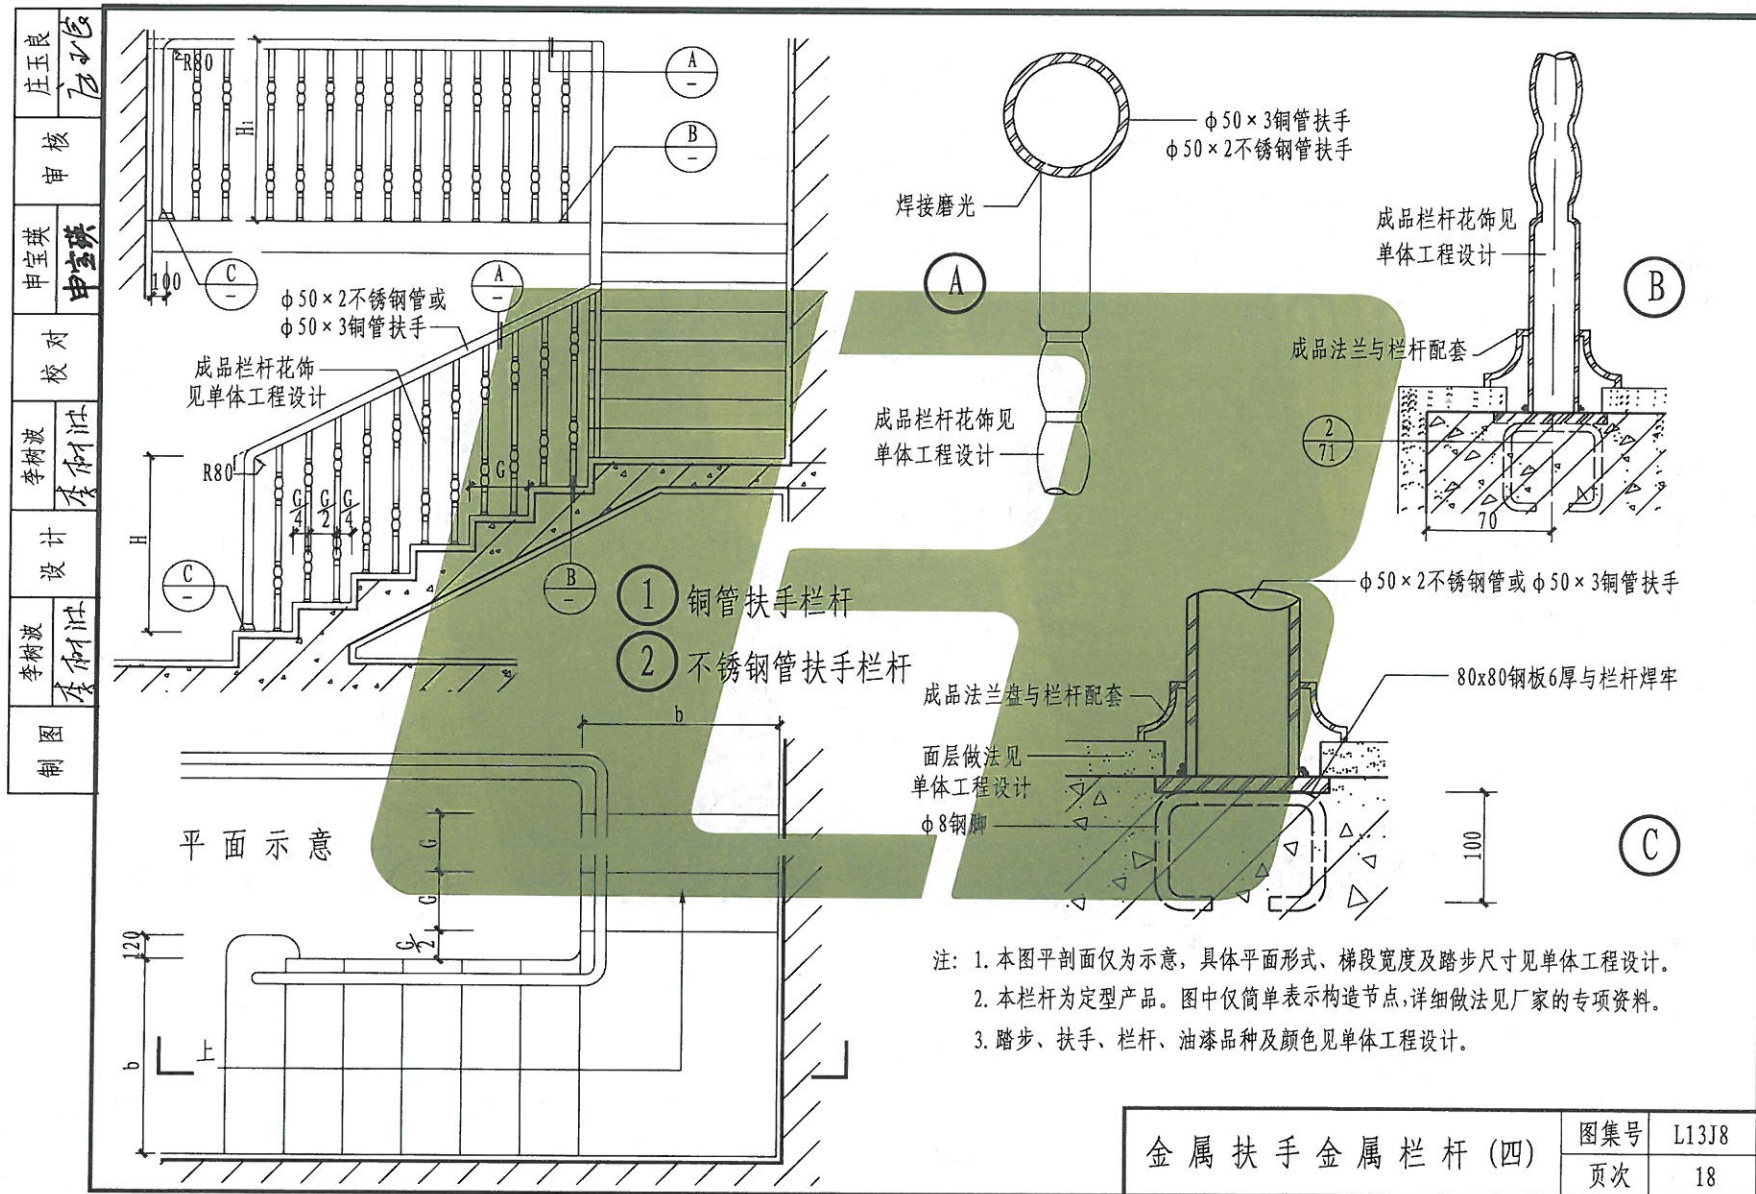 庄玉良
审核
申宝瑛
申宝瑛
校对
李树波
设计
李树波
制图
R80
H₁
A
-
B
-
100
C
-
A
-
φ50×2不锈钢管或
φ50×3铜管扶手
成品栏杆花饰
见单体工程设计
R80
G/4
G/2
G/4
G
H
C
-
B
-
1 铜管扶手栏杆
2 不锈钢管扶手栏杆
φ50×3铜管扶手
φ50×2不锈钢管扶手
焊接磨光
A
成品栏杆花饰见
单体工程设计
成品栏杆花饰见
单体工程设计
B
成品法兰与栏杆配套
2
71
70
φ50×2不锈钢管或φ50×3铜管扶手
80x80钢板6厚与栏杆焊牢
成品法兰盘与栏杆配套
面层做法见
单体工程设计
φ8钢脚
100
C
b
平面示意
G
G
G/2
120
b
上
注: 1. 本图平剖面仅为示意，具体平面形式、梯段宽度及踏步尺寸见单体工程设计。
2. 本栏杆为定型产品。图中仅简单表示构造节点,详细做法见厂家的专项资料。
3. 踏步、扶手、栏杆、油漆品种及颜色见单体工程设计。
金属扶手金属栏杆(四)
图集号 L13J8
页次 18